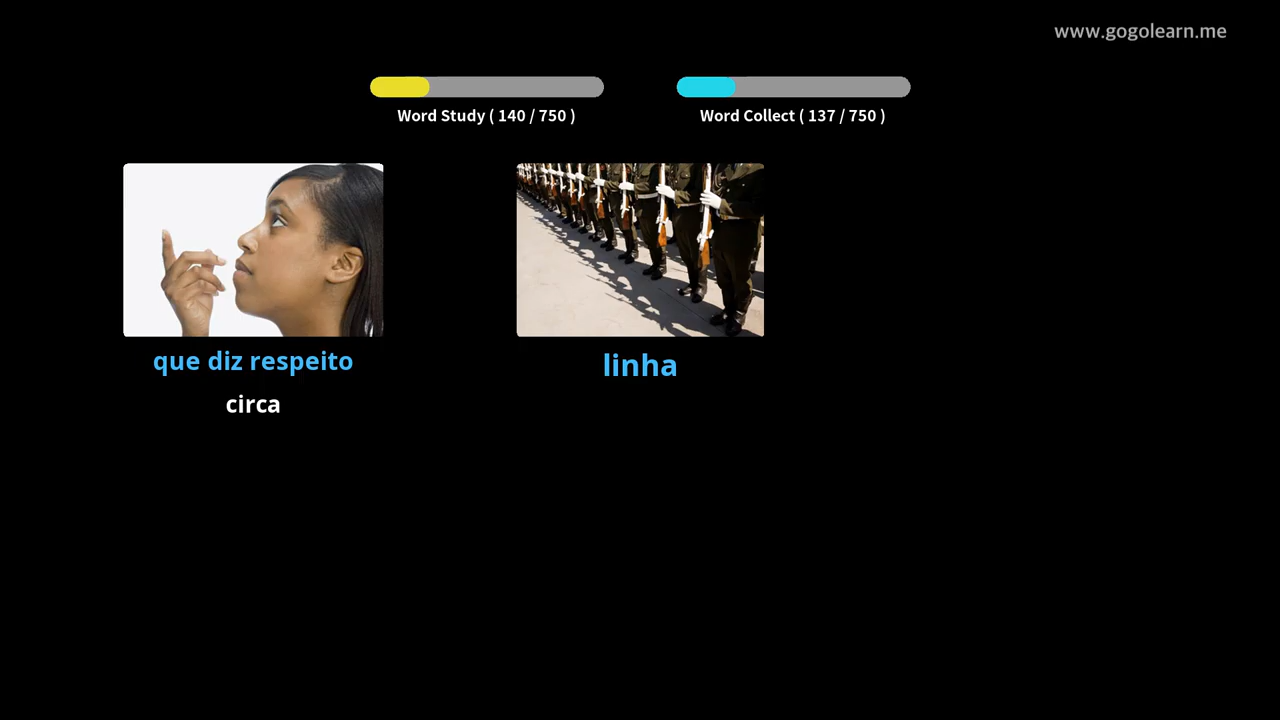 www.gogolearn.me
Word Study ( 140 / 750 )
Word Collect ( 137 / 750 )
que diz respeito
linha
circa